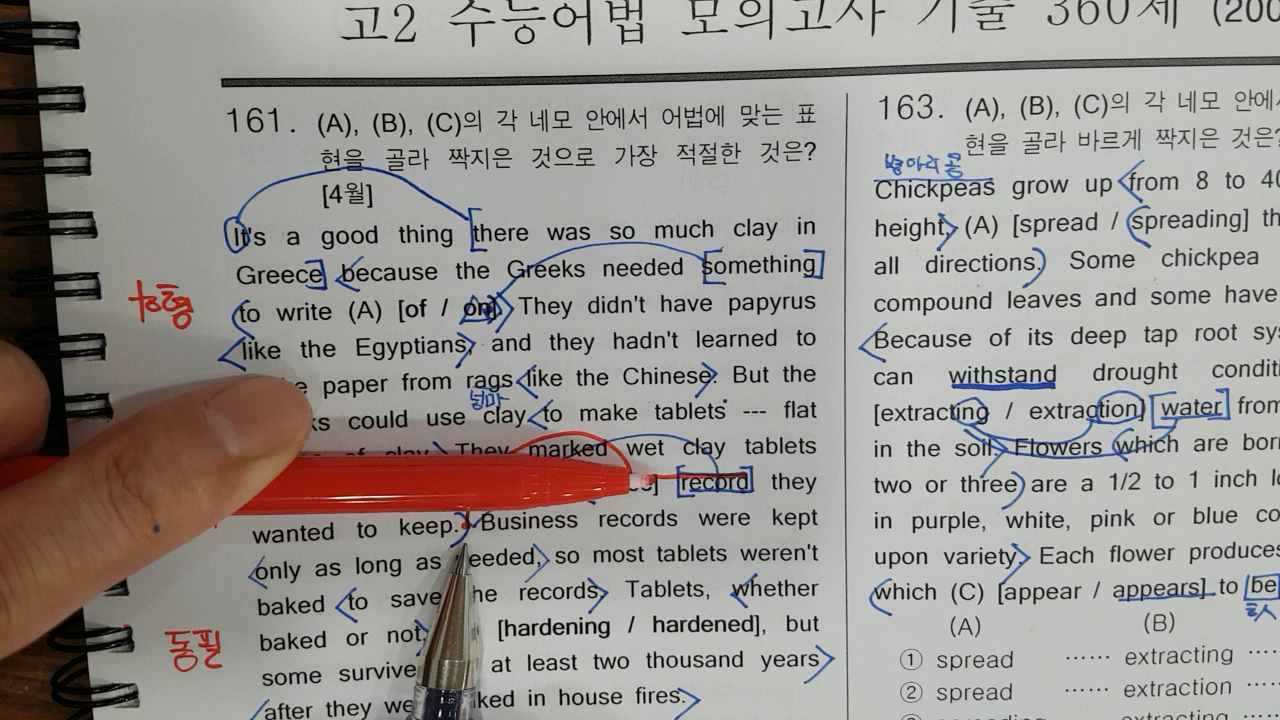 고2 수능어법 모의고사 기출 360제 (200
161. (A), (B), (C)의 각 네모 안에서 어법에 맞는 표
현을 골라 짝지은 것으로 가장 적절한 것은?
[4월]
It's a good thing there was so much clay in
Greece because the Greeks needed something
to write (A) [of / on] They didn't have papyrus
like the Egyptians, and they hadn't learned to
paper from rags like the Chinese. But the
넝마
could use clay to make tablets --- flat
of clay. They marked wet clay tablets
record they
wanted to keep. Business records were kept
only as long as needed, so most tablets weren't
baked to save the records. Tablets, whether
baked or not, [hardening / hardened], but
some survive at least two thousand years
after they we ked in house fires.
동필
163. (A), (B), (C)의 각 네모 안에
현을 골라 바르게 짝지은 것은?
병아리콩
Chickpeas grow up from 8 to 40
height, (A) [spread / spreading] th
all directions. Some chickpea
compound leaves and some have
Because of its deep tap root sys
can withstand drought conditi
[extracting / extraction] water from
in the soil. Flowers which are bor
two or three are a 1/2 to 1 inch l
in purple, white, pink or blue co
upon variety. Each flower produces
which (C) [appear / appears] to be
(A) (B)
① spread ······ extracting ····
② spread ······ extraction ····